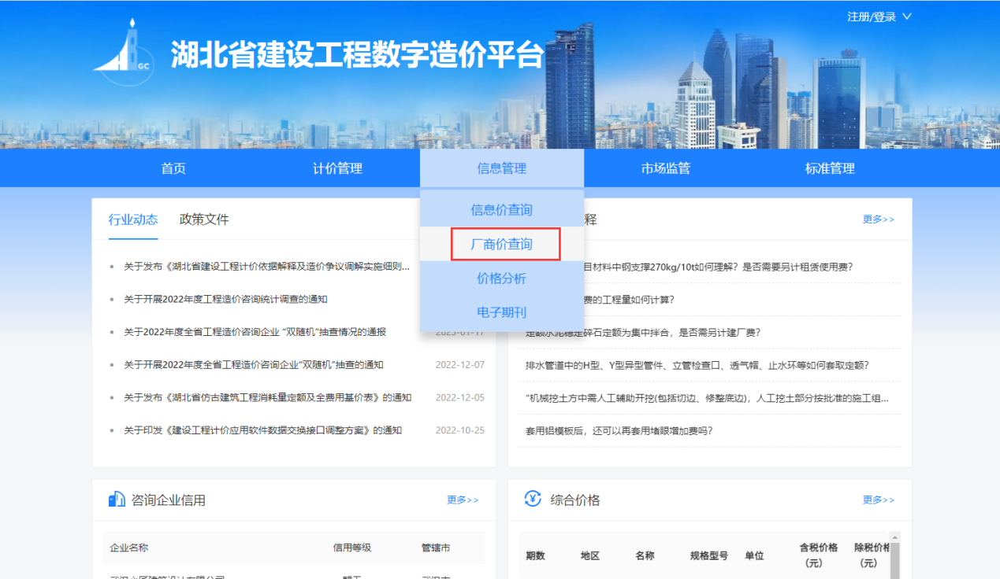 注册/登录
GC
湖北省建设工程数字造价平台
首页
计价管理
信息管理
市场监管
标准管理
信息价查询
厂商价查询
价格分析
电子期刊
行业动态
政策文件
关于发布《湖北省建设工程计价依据解释及造价争议调解实施细则...
关于开展2022年度工程造价咨询统计调查的通知
关于2022年度全省工程造价咨询企业 “双随机”抽查情况的通报
2023-01-17
关于开展2022年度全省工程造价咨询企业“双随机”抽查的通知
2022-12-07
关于发布《湖北省仿古建筑工程消耗量定额及全费用基价表》的通知
2022-12-05
关于印发《建设工程计价应用软件数据交换接口调整方案》的通知
2022-10-25
释
更多>>
目材料中钢支撑270kg/10t如何理解？是否需要另计租赁使用费？
费的工程量如何计算？
定额水泥稳定碎石定额为集中拌合，是否需另计建厂费？
排水管道中的H型、Y型异型管件、立管检查口、透气帽、止水环等如何套取定额？
“机械挖土方中需人工辅助开挖(包括切边、修整底边)，人工挖土部分按批准的施工组...
套用铝模板后，还可以再套用堵眼增加费吗？
咨询企业信用
更多>>
企业名称
信用等级
管辖市
综合价格
更多>>
期数
地区
名称
规格型号
单位
含税价格
（元）
除税价格
（元）